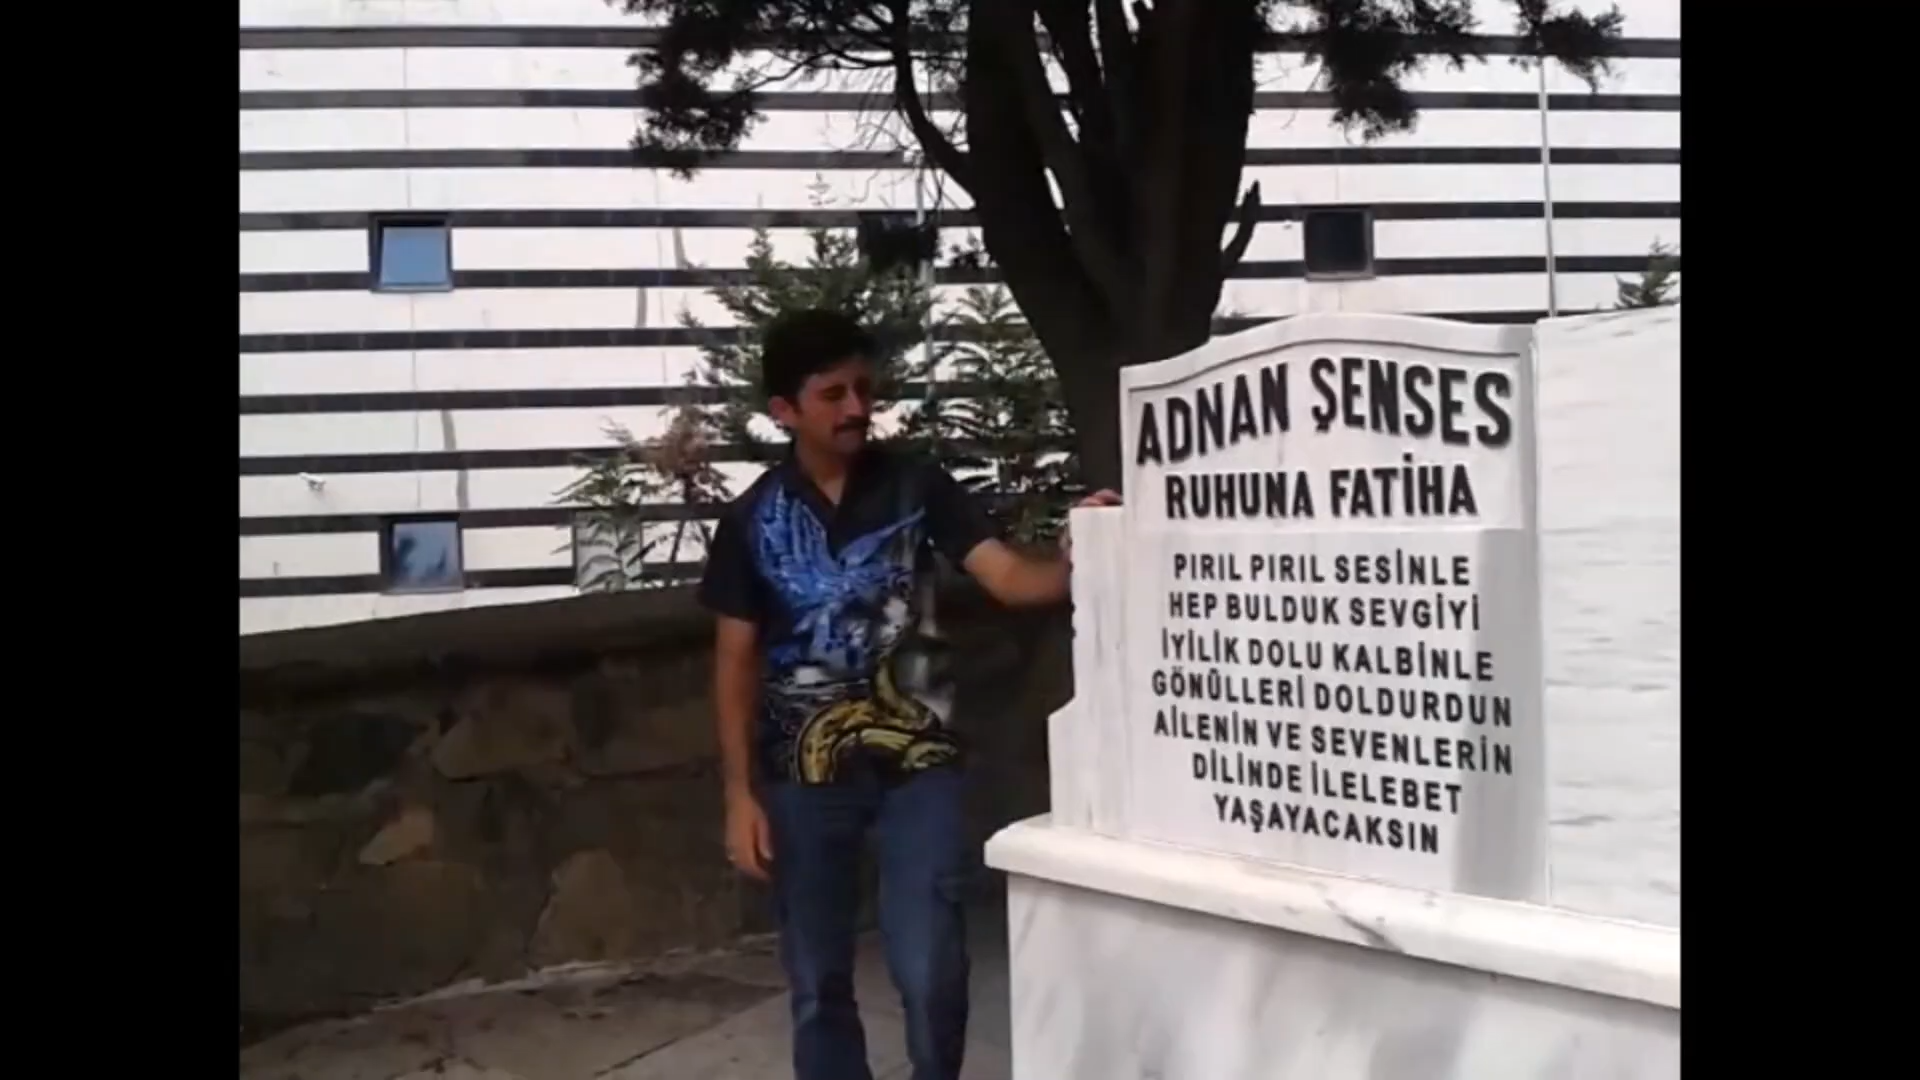 ADNAN ŞENSES
RUHUNA FATİHA
PIRIL PIRIL SESİNLE
HEP BULDUK SEVGİYİ
İYİLİK DOLU KALBİNLE
GÖNÜLLERİ DOLDURDUN
AİLENİN VE SEVENLERİN
DİLİNDE İLELEBET
YAŞAYACAKSIN